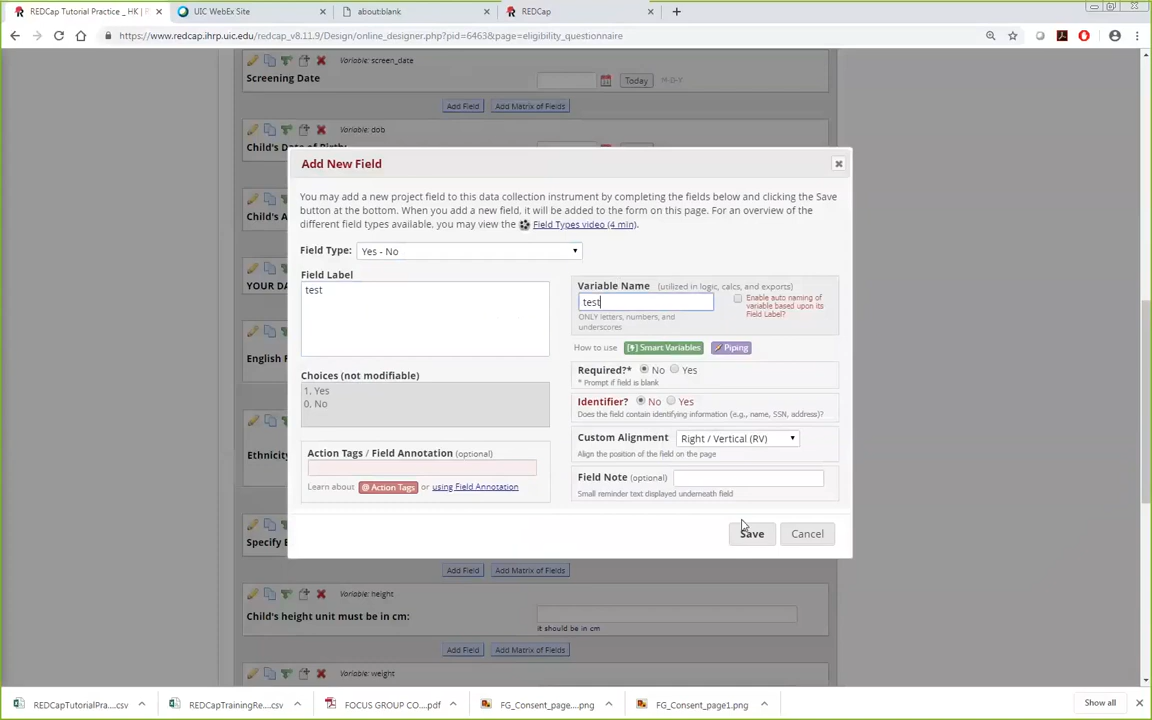 REDCap Tutorial Practice _ HK | R
UIC WebEx Site
about:blank
REDCap
https://www.redcap.ihrp.uic.edu/redcap_v8.11.9/Design/online_designer.php?pid=6463&page=eligibility_questionnaire
Variable: screen_date
Screening Date
Today
M-D-Y
Add Field
Add Matrix of Fields
Variable: dob
Child's Date of Birth
Add New Field
You may add a new project field to this data collection instrument by completing the fields below and clicking the Save
button at the bottom. When you add a new field, it will be added to the form on this page. For an overview of the
different field types available, you may view the Field Types video (4 min).
Child's A
Field Type: Yes - No
Field Label
test
YOUR DA
Variable Name (utilized in logic, calcs, and exports)
test
Enable auto naming of
variable based upon its
Field Label?
ONLY letters, numbers, and
underscores
English F
How to use [ ] Smart Variables Piping
Required?* No Yes
* Prompt if field is blank
Choices (not modifiable)
1, Yes
0, No
Identifier? No Yes
Does the field contain identifying information (e.g., name, SSN, address)?
Ethnicity
Custom Alignment Right / Vertical (RV)
Align the position of the field on the page
Action Tags / Field Annotation (optional)
Learn about @ Action Tags or using Field Annotation
Field Note (optional)
Small reminder text displayed underneath field
Save
Cancel
Specify E
Add Field
Add Matrix of Fields
Variable: height
Child's height unit must be in cm:
it should be in cm
Add Field
Add Matrix of Fields
Variable: weight
REDCapTutorialPra....csv
REDCapTrainingRe....csv
FOCUS GROUP CO....pdf
FG_Consent_page....png
FG_Consent_page1.png
Show all